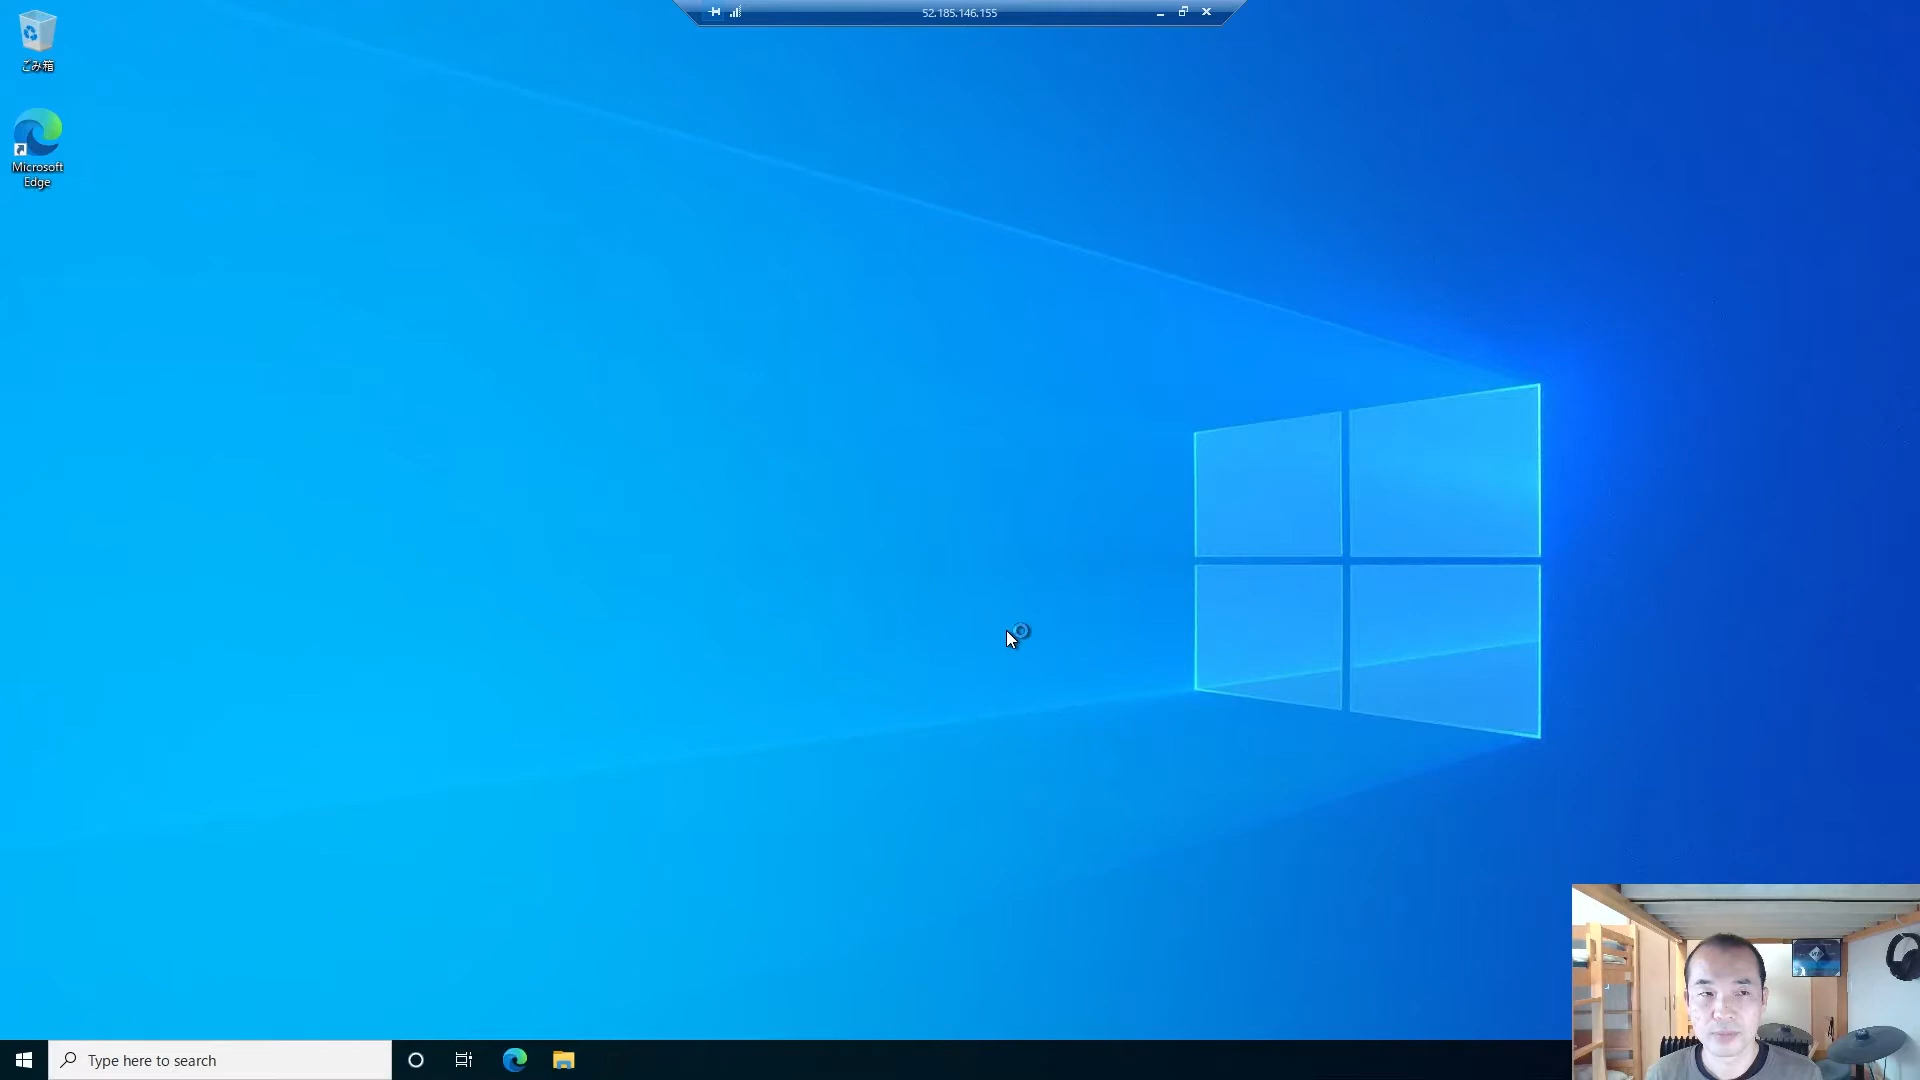 52.185.146.155
ごみ箱
Microsoft
Edge
Type here to search